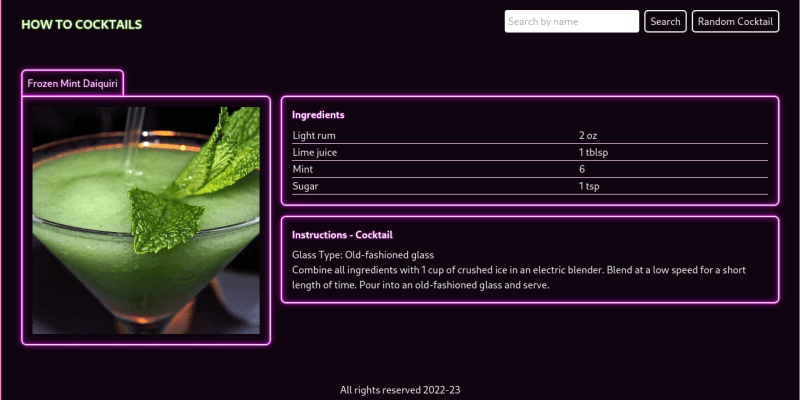 HOW TO COCKTAILS
Search by name
Search
Random Cocktail
Frozen Mint Daiquiri
Ingredients
Light rum 2 oz
Lime juice 1 tblsp
Mint 6
Sugar 1 tsp
Instructions - Cocktail
Glass Type: Old-fashioned glass
Combine all ingredients with 1 cup of crushed ice in an electric blender. Blend at a low speed for a short
length of time. Pour into an old-fashioned glass and serve.
All rights reserved 2022-23